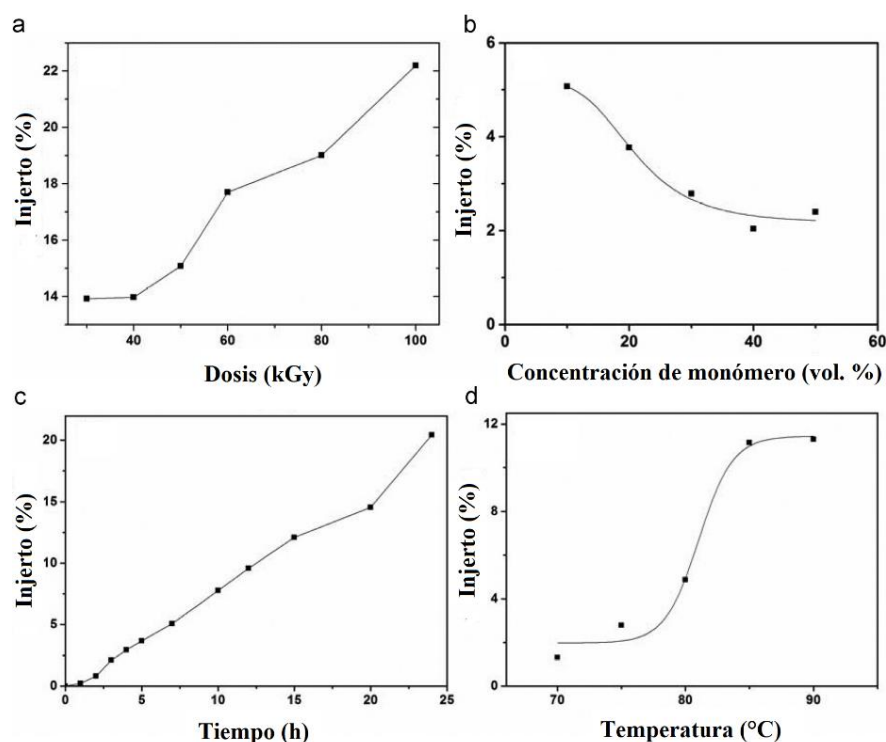 a
22
20
18
16
14
Injerto (%)
40 60 80 100
Dosis (kGy)
b
6
4
2
0
Injerto (%)
0 20 40 60
Concentración de monómero (vol. %)
c
20
15
10
5
0
Injerto (%)
0 5 10 15 20 25
Tiempo (h)
d
12
8
4
0
Injerto (%)
70 80 90
Temperatura (°C)